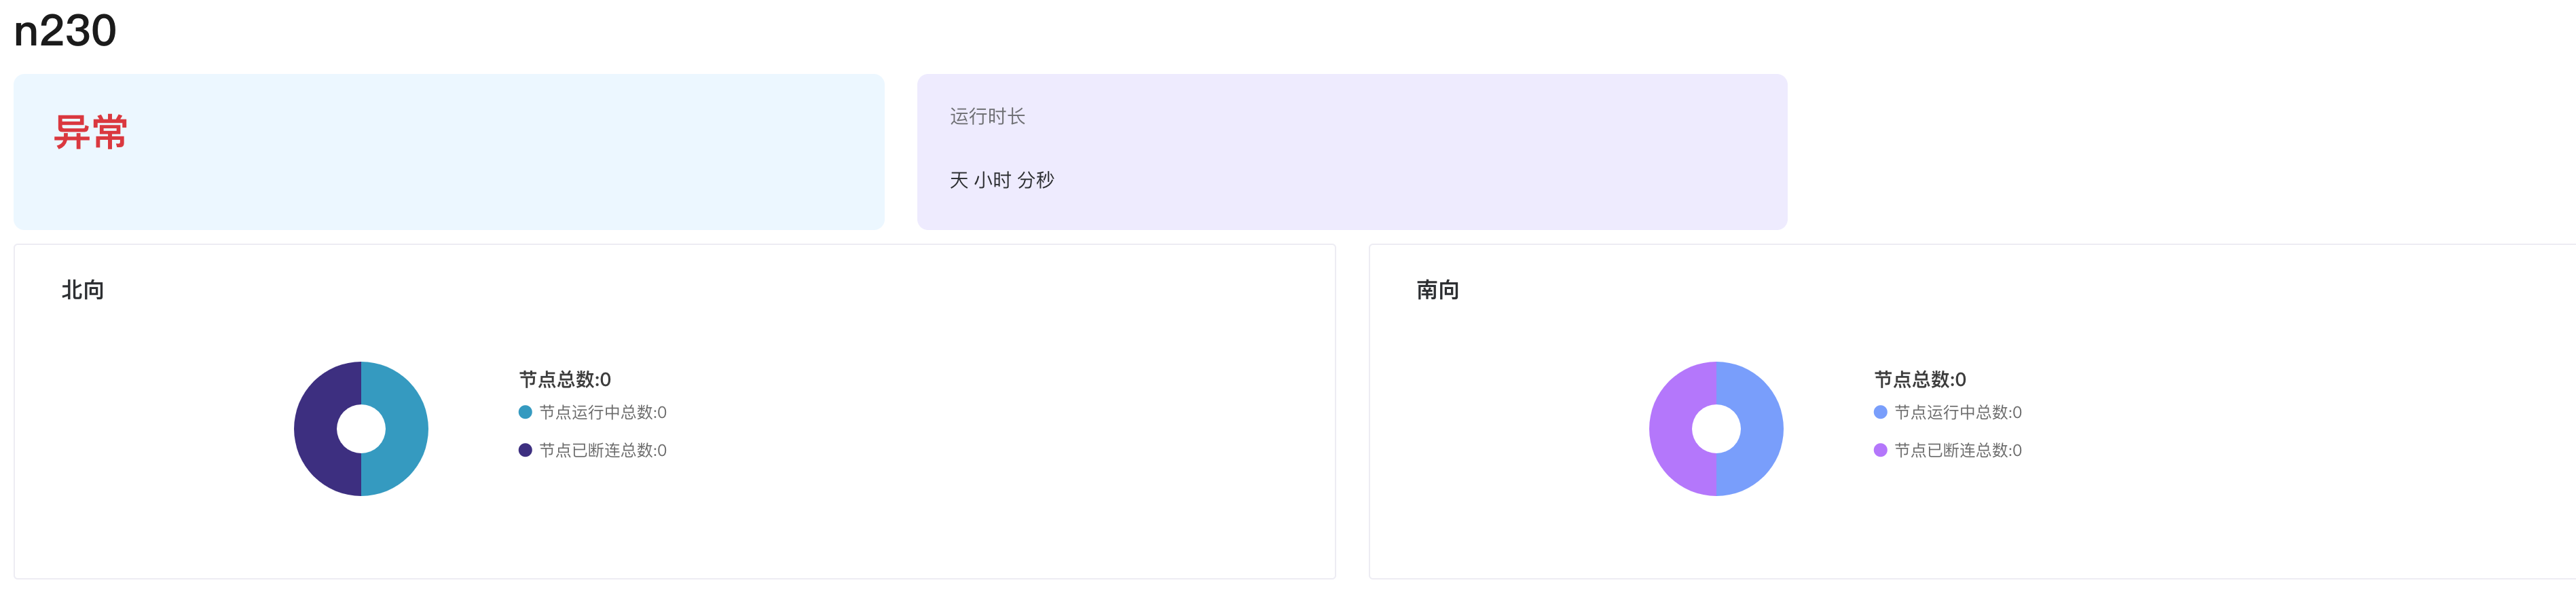 n230
异常
运行时长
天 小时 分秒
北向
节点总数:0
节点运行中总数:0
节点已断连总数:0
南向
节点总数:0
节点运行中总数:0
节点已断连总数:0